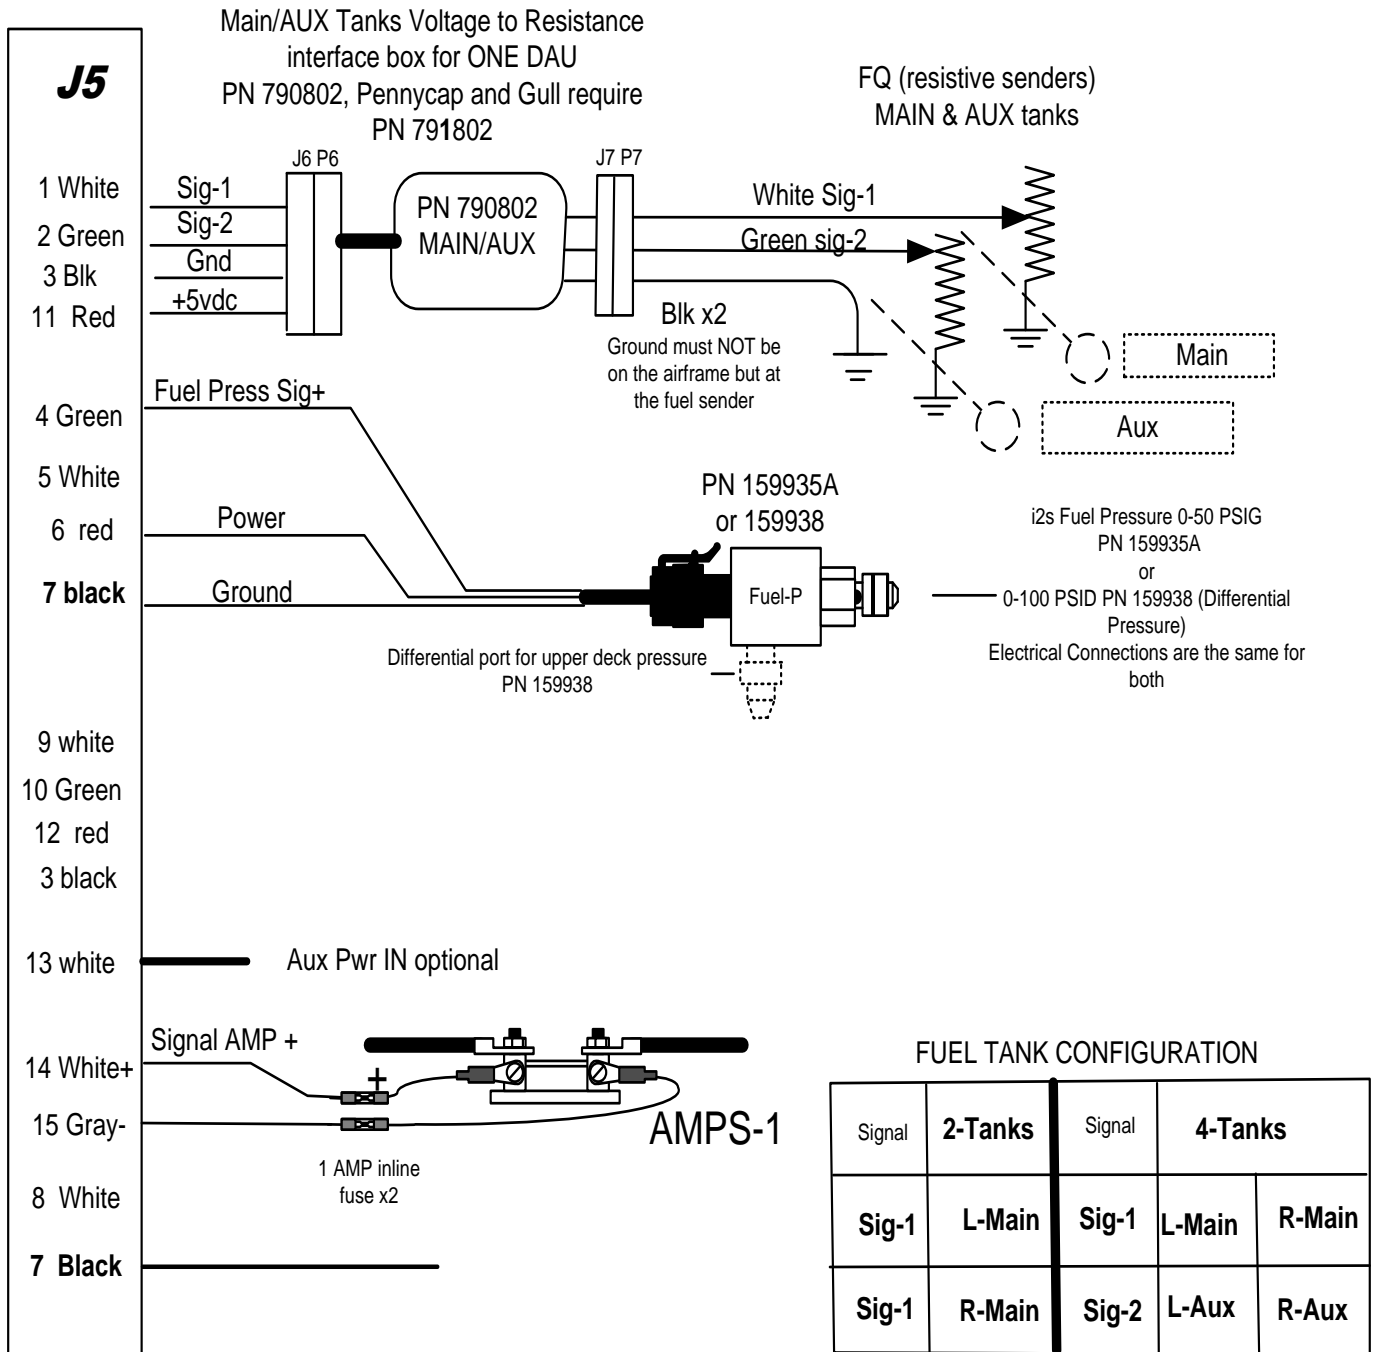 Main/AUX Tanks Voltage to Resistance
interface box for ONE DAU
PN 790802, Pennycap and Gull require
PN 791802
J5
FQ (resistive senders)
MAIN & AUX tanks
J6 P6
J7 P7
1 White
Sig-1
2 Green
Sig-2
3 Blk
Gnd
11 Red
+5vdc
PN 790802
MAIN/AUX
White Sig-1
Green sig-2
Blk x2
Ground must NOT be
on the airframe but at
the fuel sender
Main
Aux
4 Green
Fuel Press Sig+
5 White
6 red
Power
7 black
Ground
PN 159935A
or 159938
Fuel-P
i2s Fuel Pressure 0-50 PSIG
PN 159935A
or
0-100 PSID PN 159938 (Differential
Pressure)
Electrical Connections are the same for
both
Differential port for upper deck pressure
PN 159938
9 white
10 Green
12 red
3 black
13 white
Aux Pwr IN optional
14 White+
Signal AMP +
+
15 Gray-
AMPS-1
1 AMP inline
fuse x2
8 White
7 Black
FUEL TANK CONFIGURATION
Signal 2-Tanks Signal 4-Tanks
Sig-1 L-Main Sig-1 L-Main R-Main
Sig-1 R-Main Sig-2 L-Aux R-Aux